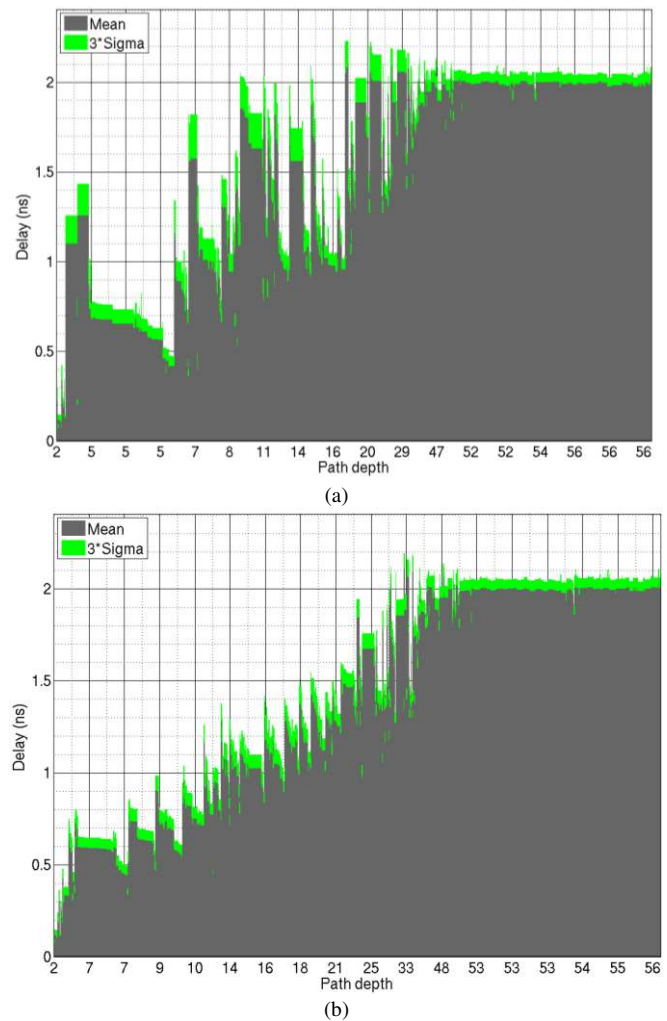 Mean
3*Sigma
2
1.5
1
0.5
0
Delay (ns)
2 5 5 5 7 8 11 14 16 20 29 47 52 52 54 56 56 56
Path depth
(a)
Mean
3*Sigma
2
1.5
1
0.5
0
Delay (ns)
2 7 7 9 10 14 16 18 21 25 33 48 53 53 53 54 55 56
Path depth
(b)